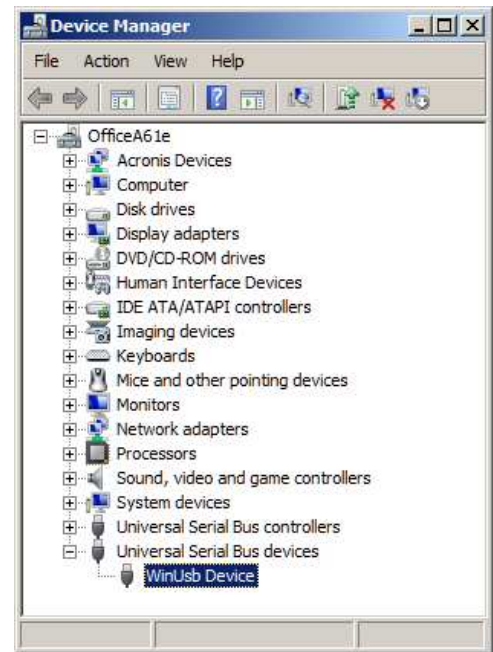 Device Manager
File Action View Help
OfficeA61e
Acronis Devices
Computer
Disk drives
Display adapters
DVD/CD-ROM drives
Human Interface Devices
IDE ATA/ATAPI controllers
Imaging devices
Keyboards
Mice and other pointing devices
Monitors
Network adapters
Processors
Sound, video and game controllers
System devices
Universal Serial Bus controllers
Universal Serial Bus devices
WinUsb Device